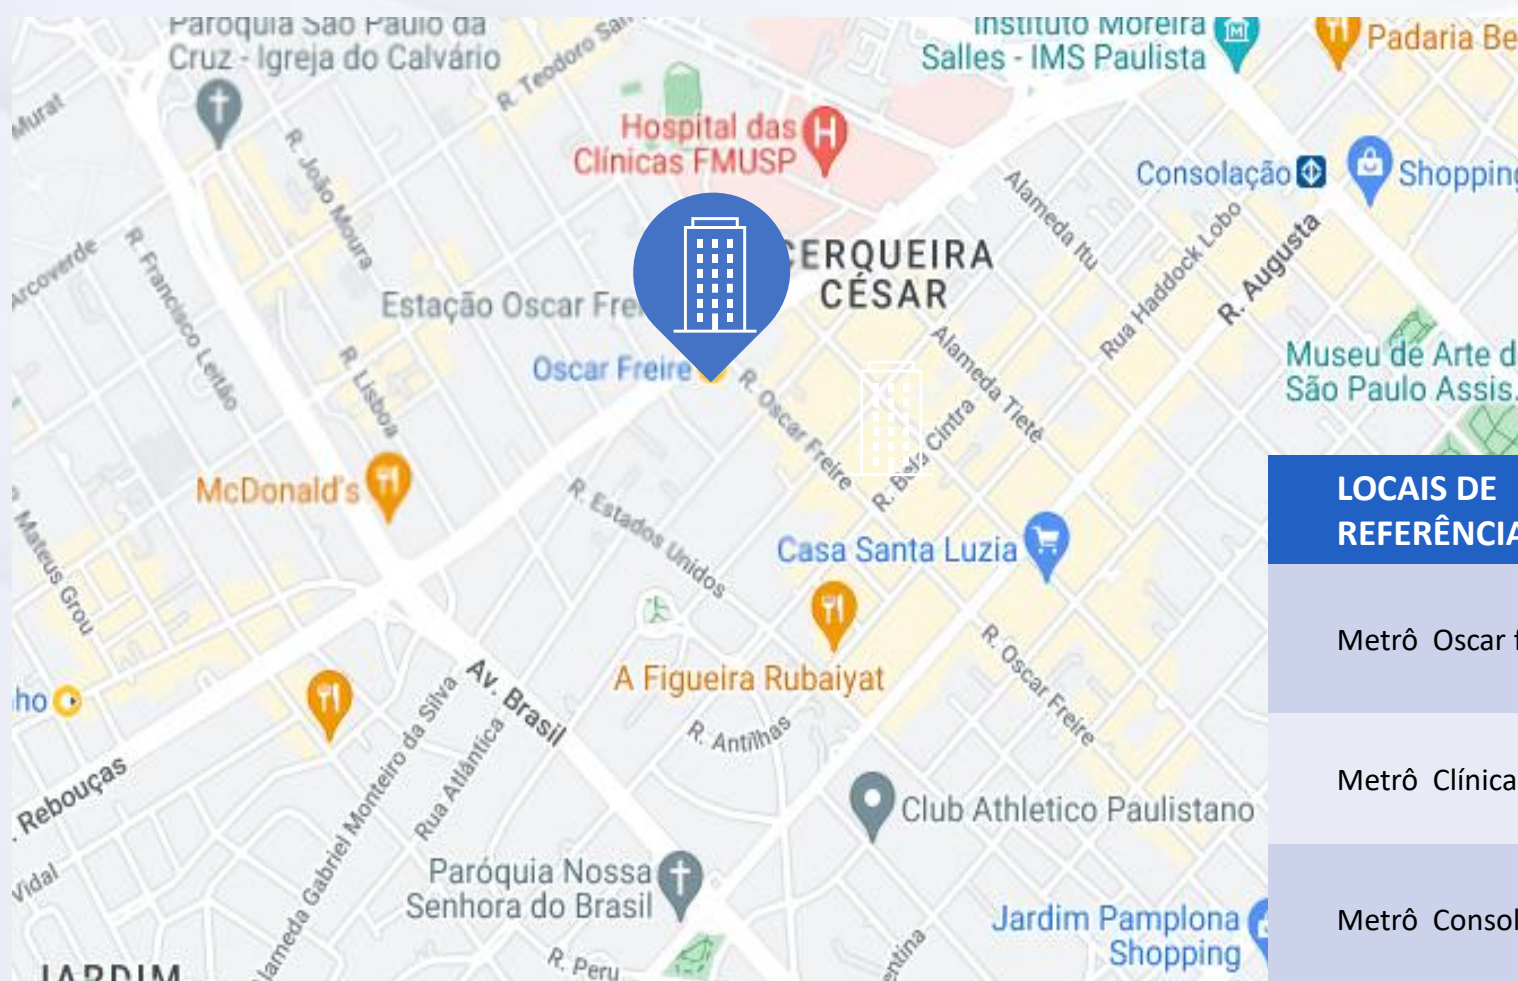 Paróquia São Paulo da
Cruz - Igreja do Calvário
R. Teodoro
Instituto Moreira
Salles - IMS Paulista
Padaria Be
Murat
R. João Moura
Hospital das
Clínicas FMUSP
H
Consolação
Shopping
Alameda Itu
Rua Haddock Lobo
R. Augusta
Arcoverde
R. Francisco Leitão
CERQUEIRA
CÉSAR
Estação Oscar Frei
Oscar Freire
R. Oscar Freire
Alameda Tietê
R. Bela Cintra
Museu de Arte d
São Paulo Assis.
R. Lisboa
McDonald's
R. Estados Unidos
Casa Santa Luzia
Mateus Grou
A Figueira Rubaiyat
R. Oscar Freire
Av. Brasil
R. Antilhas
nho
Rebouças
Alameda Gabriel Monteiro da Silva
Rua Atlântica
Club Athletico Paulistano
Vidal
Paróquia Nossa
Senhora do Brasil
Jardim Pamplona
Shopping
R. Peru
entina
JARDIM
LOCAIS DE
REFERÊNCIA
Metrô Oscar f
Metrô Clínica
Metrô Consol